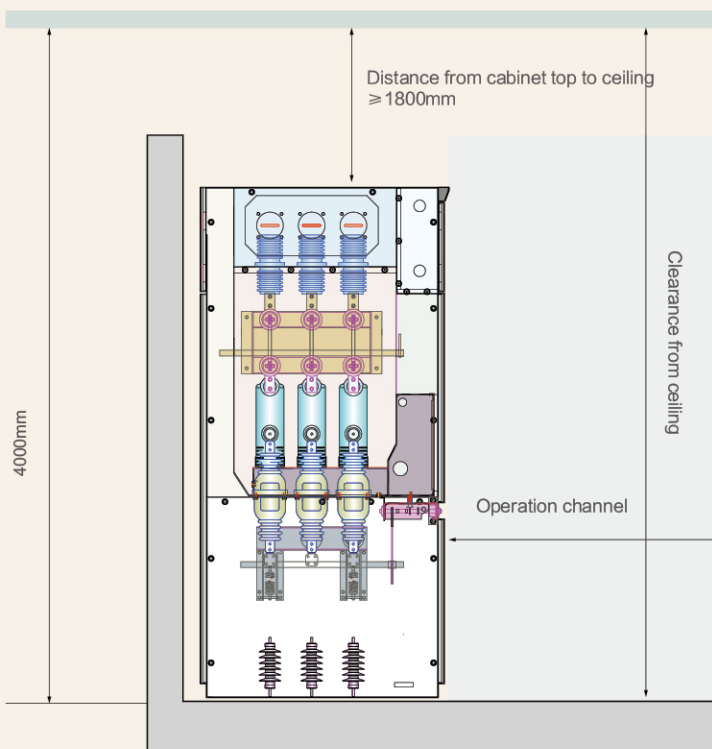 Distance from cabinet top to ceiling
≥1800mm
Clearance from ceiling
4000mm
Operation channel